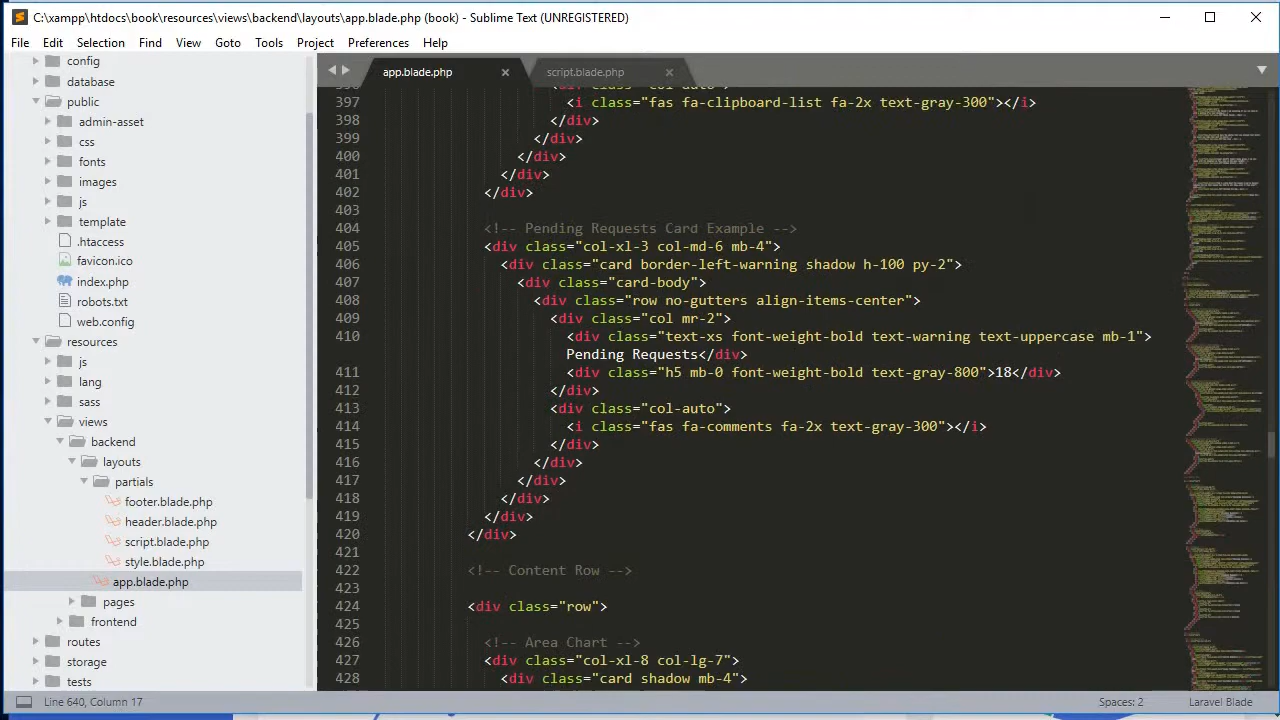 C:\xampp\htdocs\book\resources\views\backend\layouts\app.blade.php (book) - Sublime Text (UNREGISTERED)
File Edit Selection Find View Goto Tools Project Preferences Help
config
database
public
admin-asset
css
fonts
images
js
template
.htaccess
favicon.ico
index.php
robots.txt
web.config
resources
js
lang
sass
views
backend
layouts
partials
footer.blade.php
header.blade.php
script.blade.php
style.blade.php
app.blade.php
pages
frontend
routes
storage
tests
app.blade.php
script.blade.php
396 <div class="col-auto">
397 <i class="fas fa-clipboard-list fa-2x text-gray-300"></i>
398 </div>
399 </div>
400 </div>
401 </div>
402 </div>
403
404 <!-- Pending Requests Card Example -->
405 <div class="col-xl-3 col-md-6 mb-4">
406 <div class="card border-left-warning shadow h-100 py-2">
407 <div class="card-body">
408 <div class="row no-gutters align-items-center">
409 <div class="col mr-2">
410 <div class="text-xs font-weight-bold text-warning text-uppercase mb-1">
Pending Requests</div>
411 <div class="h5 mb-0 font-weight-bold text-gray-800">18</div>
412 </div>
413 <div class="col-auto">
414 <i class="fas fa-comments fa-2x text-gray-300"></i>
415 </div>
416 </div>
417 </div>
418 </div>
419 </div>
420 </div>
421
422 <!-- Content Row -->
423
424 <div class="row">
425
426 <!-- Area Chart -->
427 <div class="col-xl-8 col-lg-7">
428 <div class="card shadow mb-4">
Line 640, Column 17
Spaces: 2
Laravel Blade